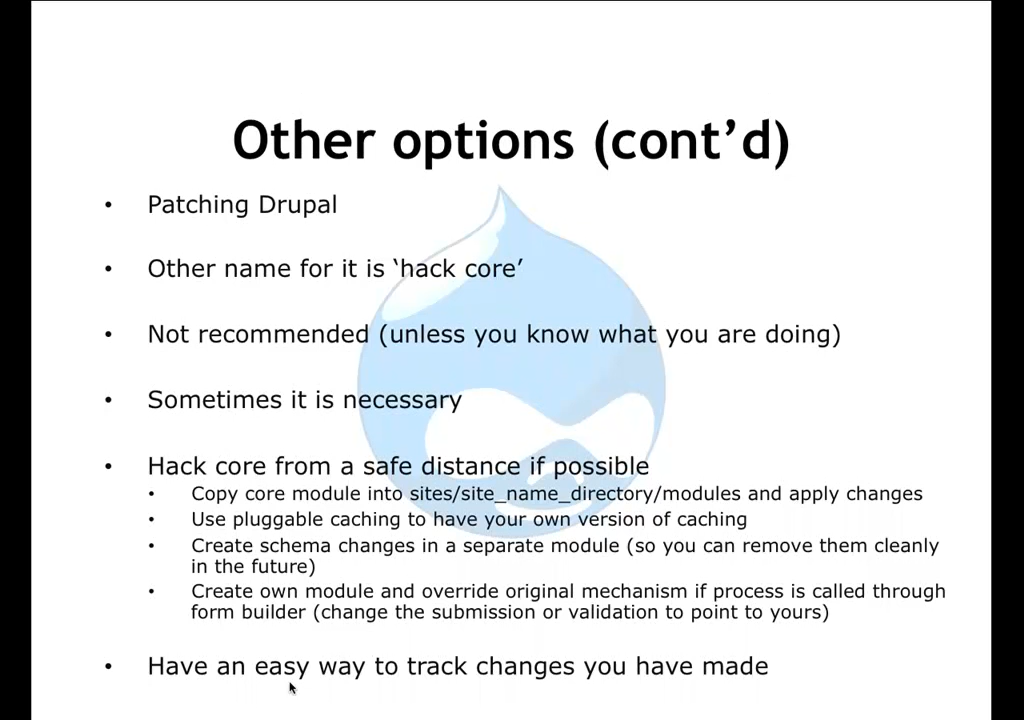 Other options (cont’d)
• Patching Drupal
• Other name for it is ‘hack core’
• Not recommended (unless you know what you are doing)
• Sometimes it is necessary
• Hack core from a safe distance if possible
• Copy core module into sites/site_name_directory/modules and apply changes
• Use pluggable caching to have your own version of caching
• Create schema changes in a separate module (so you can remove them cleanly
in the future)
• Create own module and override original mechanism if process is called through
form builder (change the submission or validation to point to yours)
• Have an easy way to track changes you have made